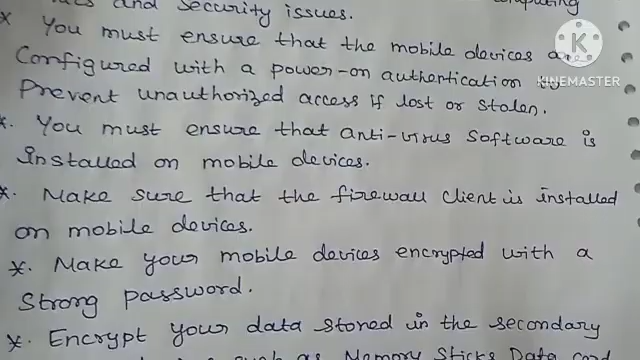 and Security issues.
* You must ensure that the mobile devices are
Configured with a power-on authentication to
Prevent unauthorized access if lost or stolen.
*. You must ensure that anti-virus software is
installed on mobile devices.
*. Make sure that the firewall client is installed
on mobile devices.
*. Make your mobile devices encrypted with a
Strong password.
*. Encrypt your data stored in the secondary
such as Memory Sticks Data card
KINEMASTER